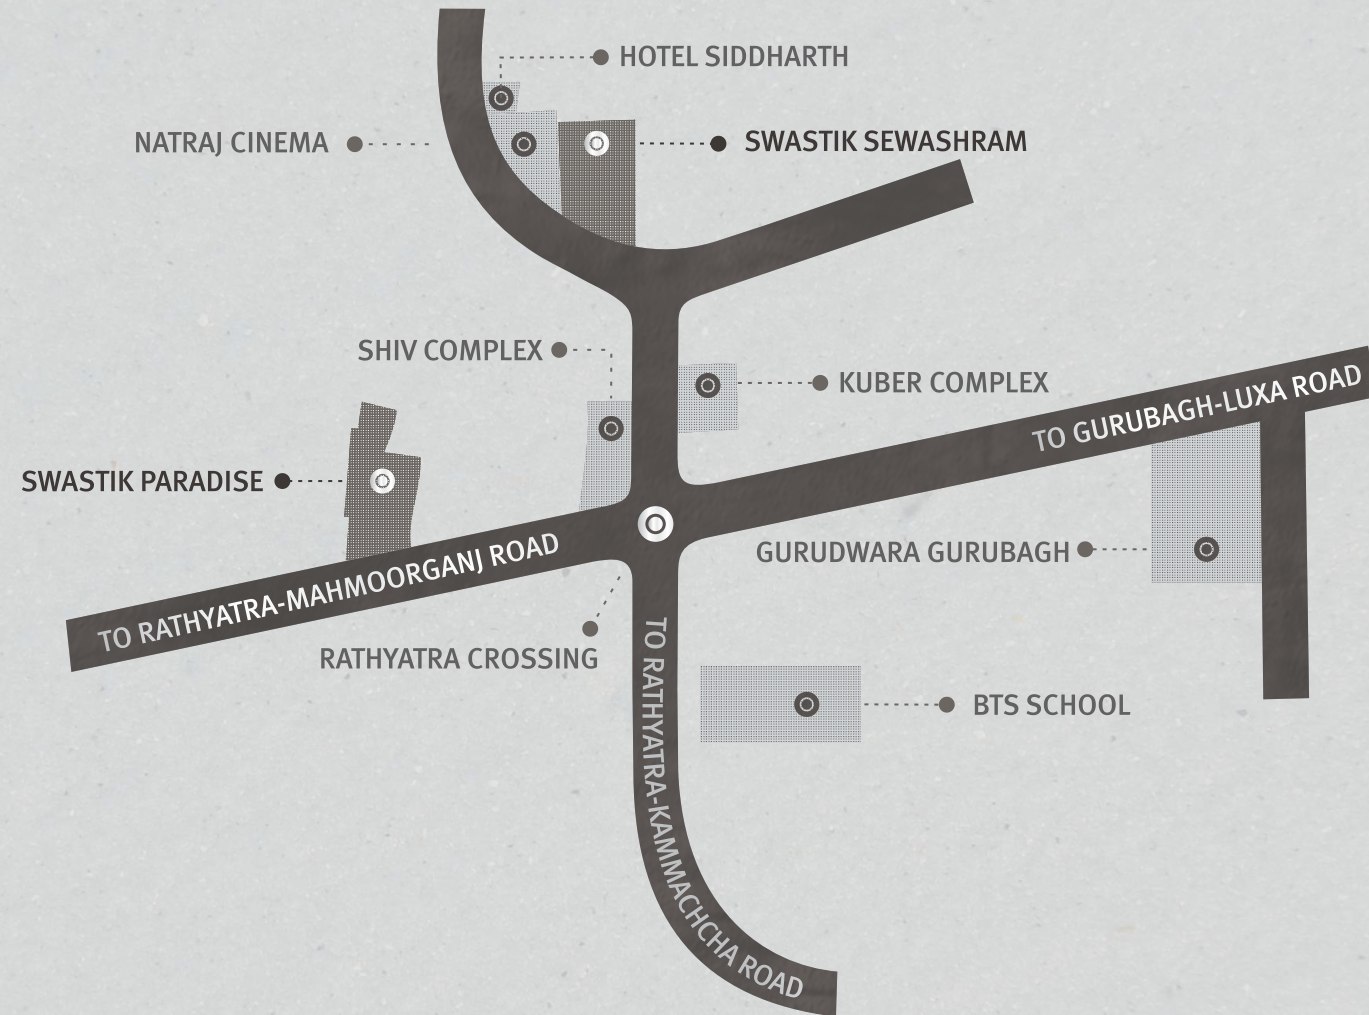 HOTEL SIDDHARTH
NATRAJ CINEMA
SWASTIK SEWASHRAM
SHIV COMPLEX
KUBER COMPLEX
TO GURUBAGH-LUXA ROAD
SWASTIK PARADISE
GURUDWARA GURUBAGH
TO RATHYATRA-MAHMOORGANJ ROAD
RATHYATRA CROSSING
TO RATHYATRA-KAMMACHCHA ROAD
BTS SCHOOL